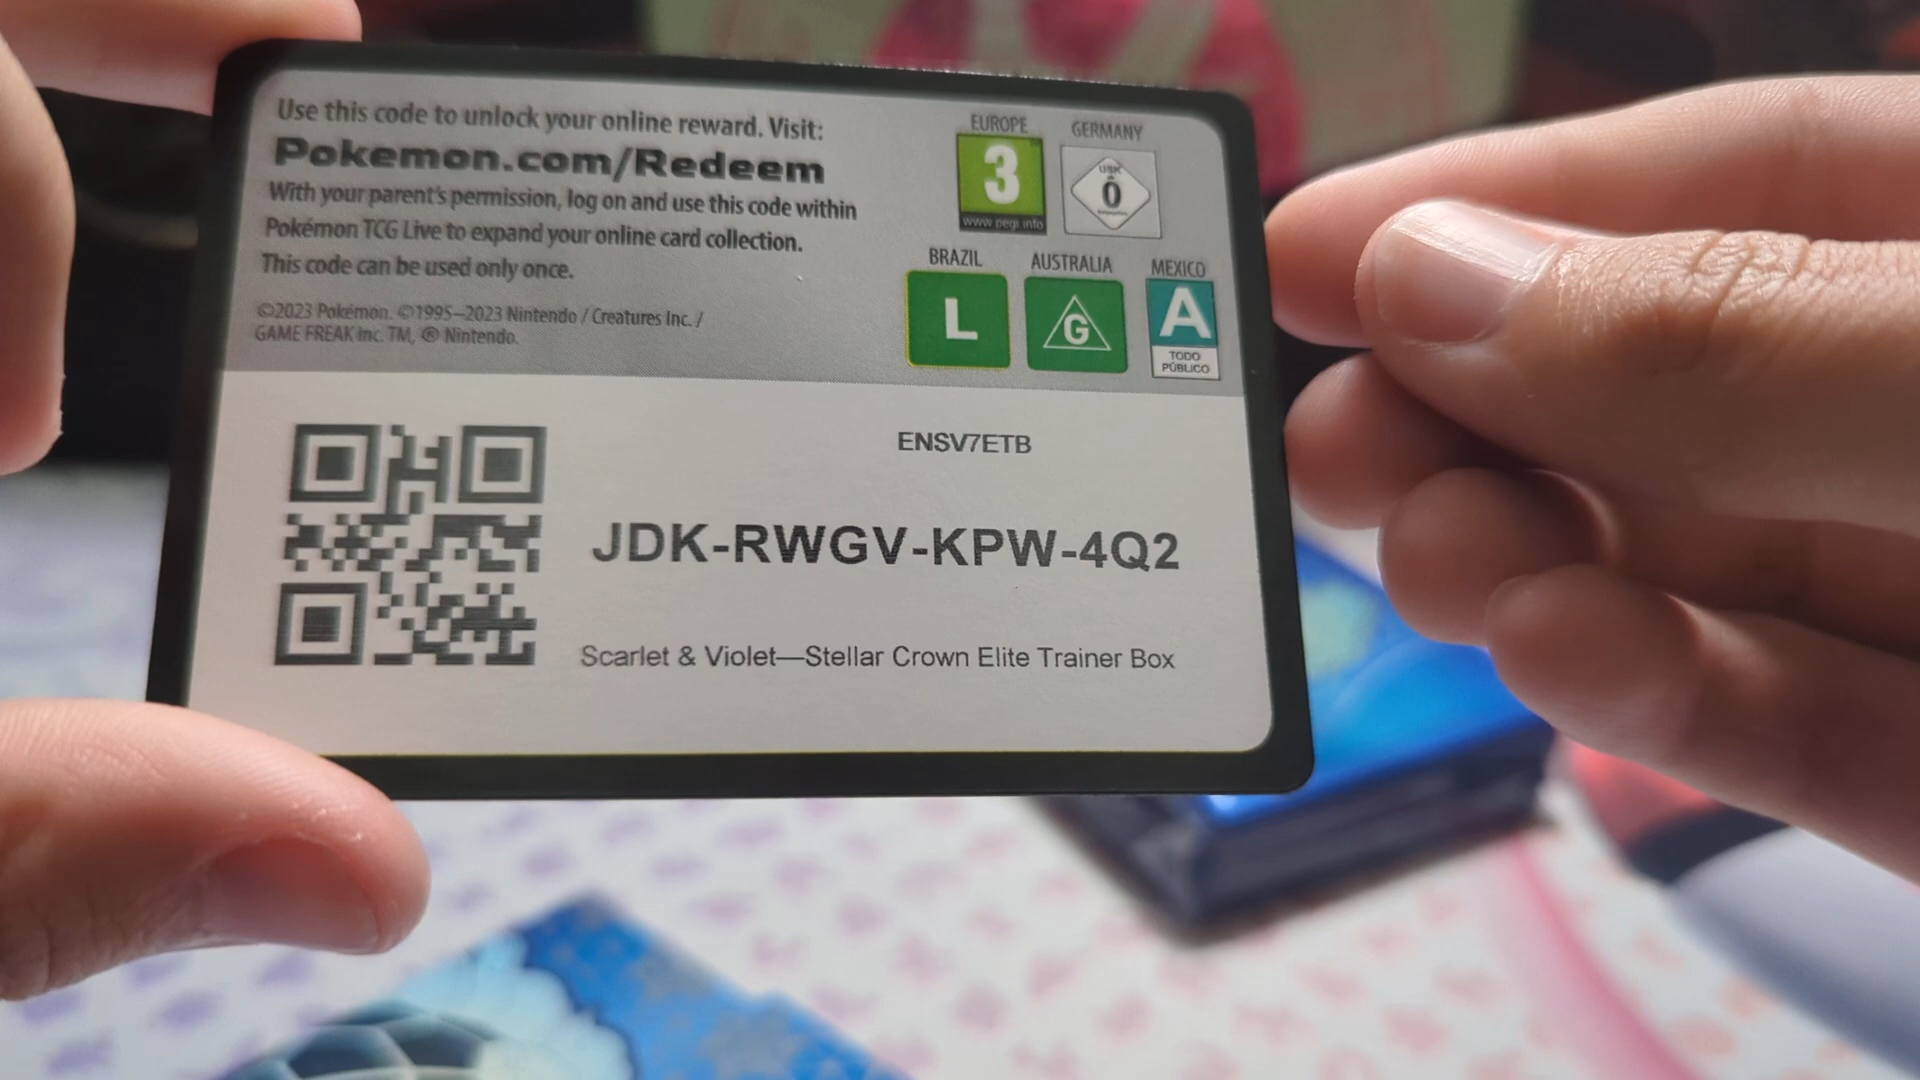 Use this code to unlock your online reward. Visit:
Pokemon.com/Redeem
With your parent's permission, log on and use this code within
Pokémon TCG Live to expand your online card collection.
This code can be used only once.
©2023 Pokémon. ©1995–2023 Nintendo / Creatures Inc. /
GAME FREAK inc. TM, ® Nintendo.
EUROPE
3
www.pegi.info
GERMANY
USK
0
BRAZIL
L
AUSTRALIA
G
MEXICO
A
TODO
PÚBLICO
ENSV7ETB
JDK-RWGV-KPW-4Q2
Scarlet & Violet—Stellar Crown Elite Trainer Box